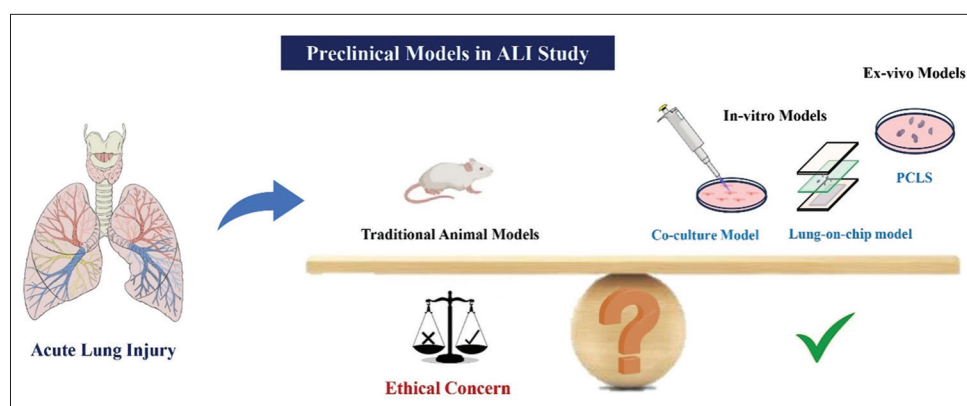 Preclinical Models in ALI Study
Ex-vivo Models
In-vitro Models
PCLS
Traditional Animal Models
Co-culture Model
Lung-on-chip model
?
Acute Lung Injury
Ethical Concern